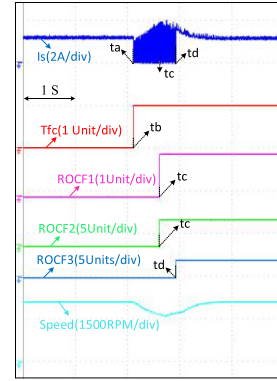 ta
td
Is(2A/div)
tc
1 S
Tfc(1 Unit/div)
tb
ROCF1(1Unit/div)
tc
ROCF2(5Unit/div)
tc
ROCF3(5Units/div)
td
Speed(1500RPM/div)